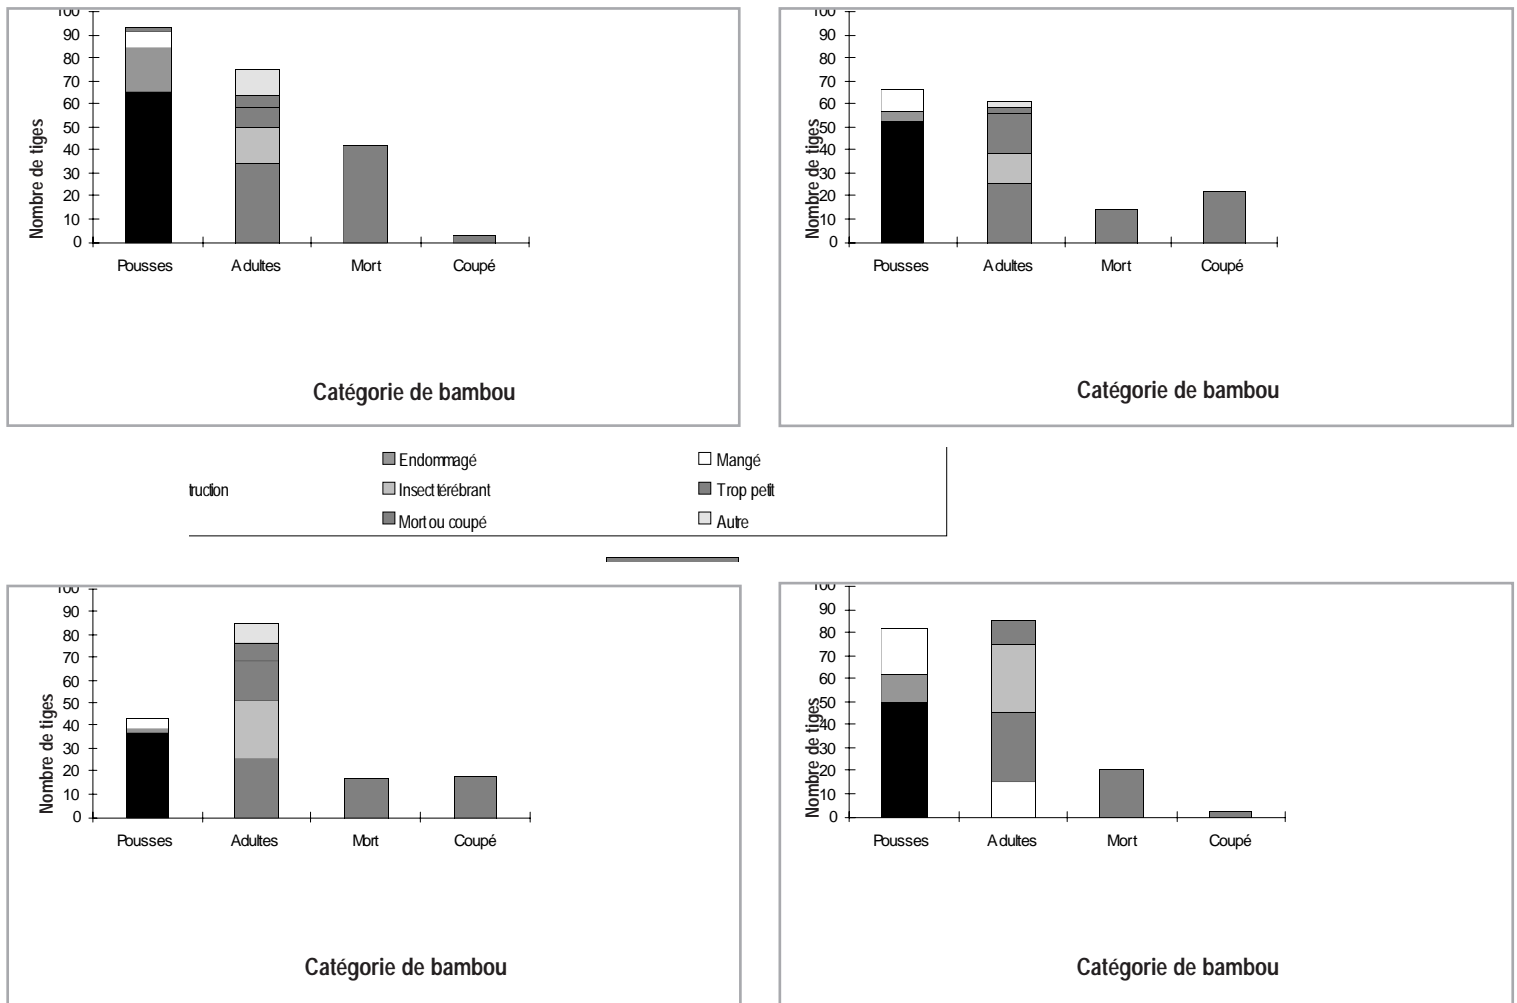 100
90
80
70
60
50
40
30
20
10
0
Nombre de tiges
Pousses Adultes Mort Coupé
Catégorie de bambou
100
90
80
70
60
50
40
30
20
10
0
Nombre de tiges
Pousses Adultes Mort Coupé
Catégorie de bambou
Endommagé Mangé
truction Insect térébrant Trop petit
Mort ou coupé Autre
100
90
80
70
60
50
40
30
20
10
0
Nombre de tiges
Pousses Adultes Mort Coupé
Catégorie de bambou
100
90
80
70
60
50
40
30
20
10
0
Nombre de tiges
Pousses Adultes Mort Coupé
Catégorie de bambou